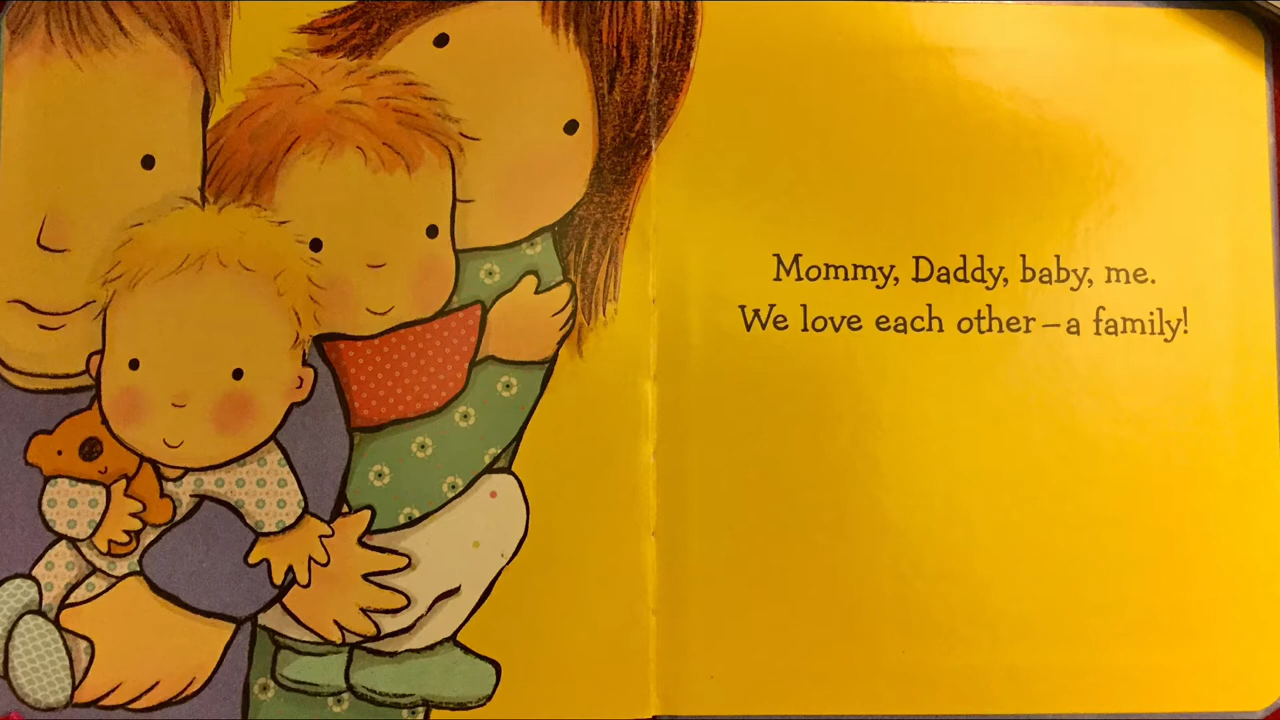 Mommy, Daddy, baby, me.
We love each other – a family!